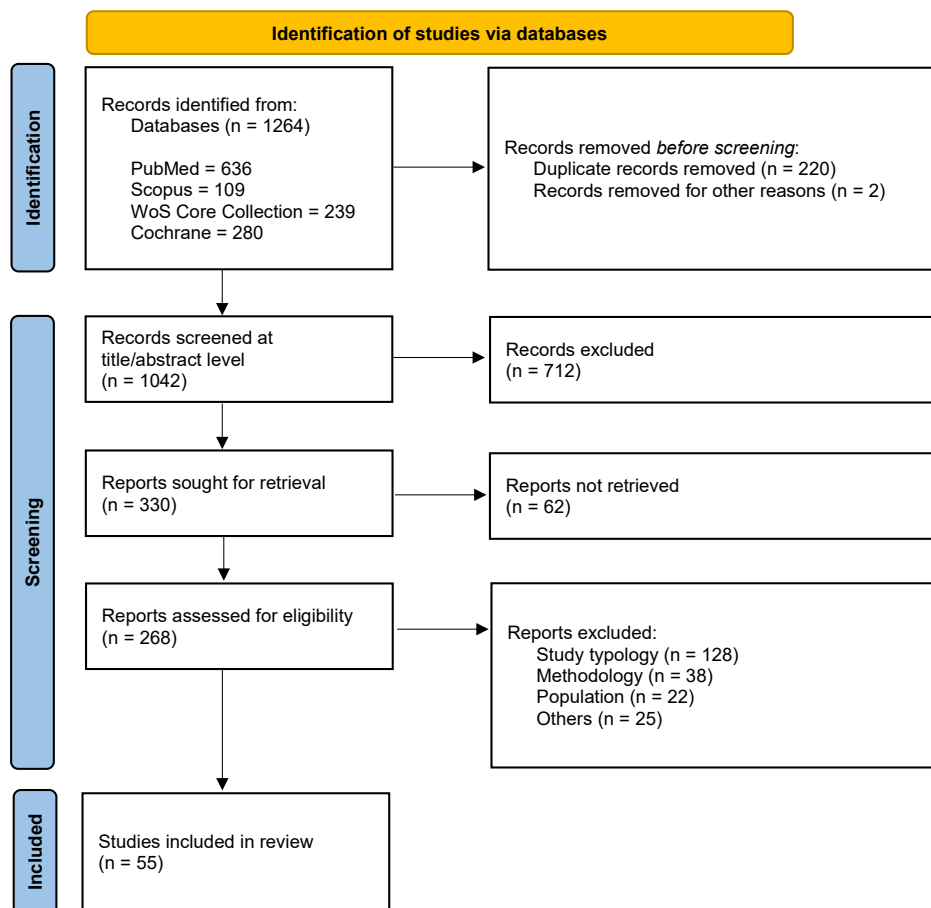 Identification of studies via databases
Identification
Records identified from:
Databases (n = 1264)
PubMed = 636
Scopus = 109
WoS Core Collection = 239
Cochrane = 280
Records removed before screening:
Duplicate records removed (n = 220)
Records removed for other reasons (n = 2)
Screening
Records screened at
title/abstract level
(n = 1042)
Records excluded
(n = 712)
Reports sought for retrieval
(n = 330)
Reports not retrieved
(n = 62)
Reports assessed for eligibility
(n = 268)
Reports excluded:
Study typology (n = 128)
Methodology (n = 38)
Population (n = 22)
Others (n = 25)
Included
Studies included in review
(n = 55)